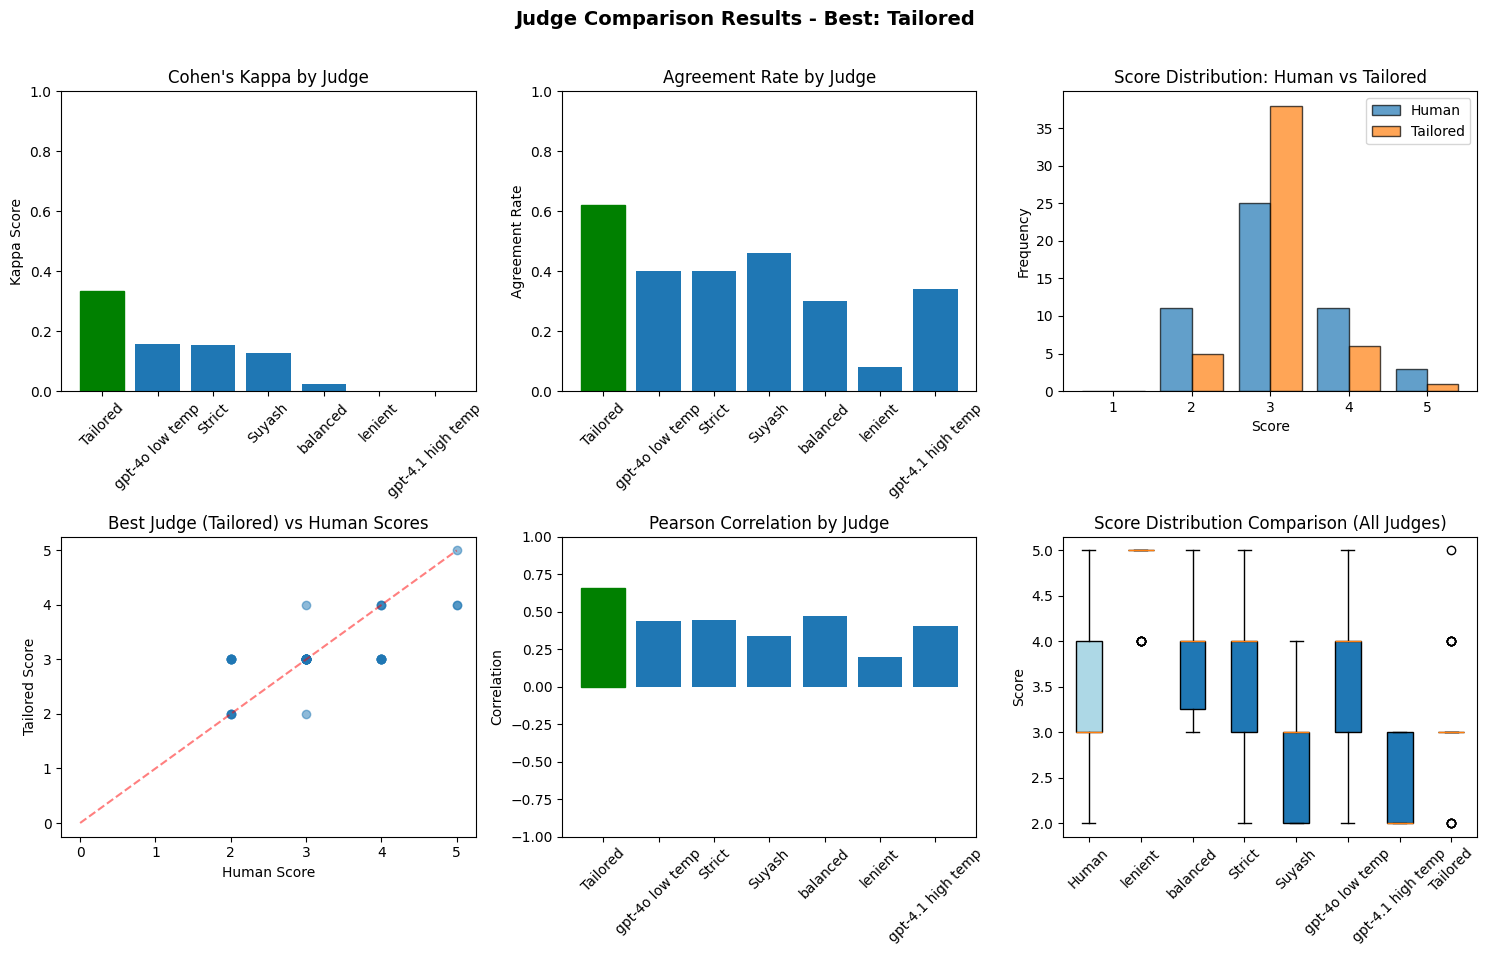 Judge Comparison Results - Best: Tailored
Cohen's Kappa by Judge
Kappa Score
1.0
0.8
0.6
0.4
0.2
0.0
Tailored
gpt-4o low temp
Strict
Suyash
balanced
lenient
gpt-4.1 high temp
Agreement Rate by Judge
Agreement Rate
1.0
0.8
0.6
0.4
0.2
0.0
Tailored
gpt-4o low temp
Strict
Suyash
balanced
lenient
gpt-4.1 high temp
Score Distribution: Human vs Tailored
Human
Tailored
Frequency
35
30
25
20
15
10
5
0
1 2 3 4 5
Score
Best Judge (Tailored) vs Human Scores
Tailored Score
5
4
3
2
1
0
0 1 2 3 4 5
Human Score
Pearson Correlation by Judge
Correlation
1.00
0.75
0.50
0.25
0.00
−0.25
−0.50
−0.75
−1.00
Tailored
gpt-4o low temp
Strict
Suyash
balanced
lenient
gpt-4.1 high temp
Score Distribution Comparison (All Judges)
Score
5.0
4.5
4.0
3.5
3.0
2.5
2.0
Human
lenient
balanced
Strict
Suyash
gpt-4o low temp
gpt-4.1 high temp
Tailored